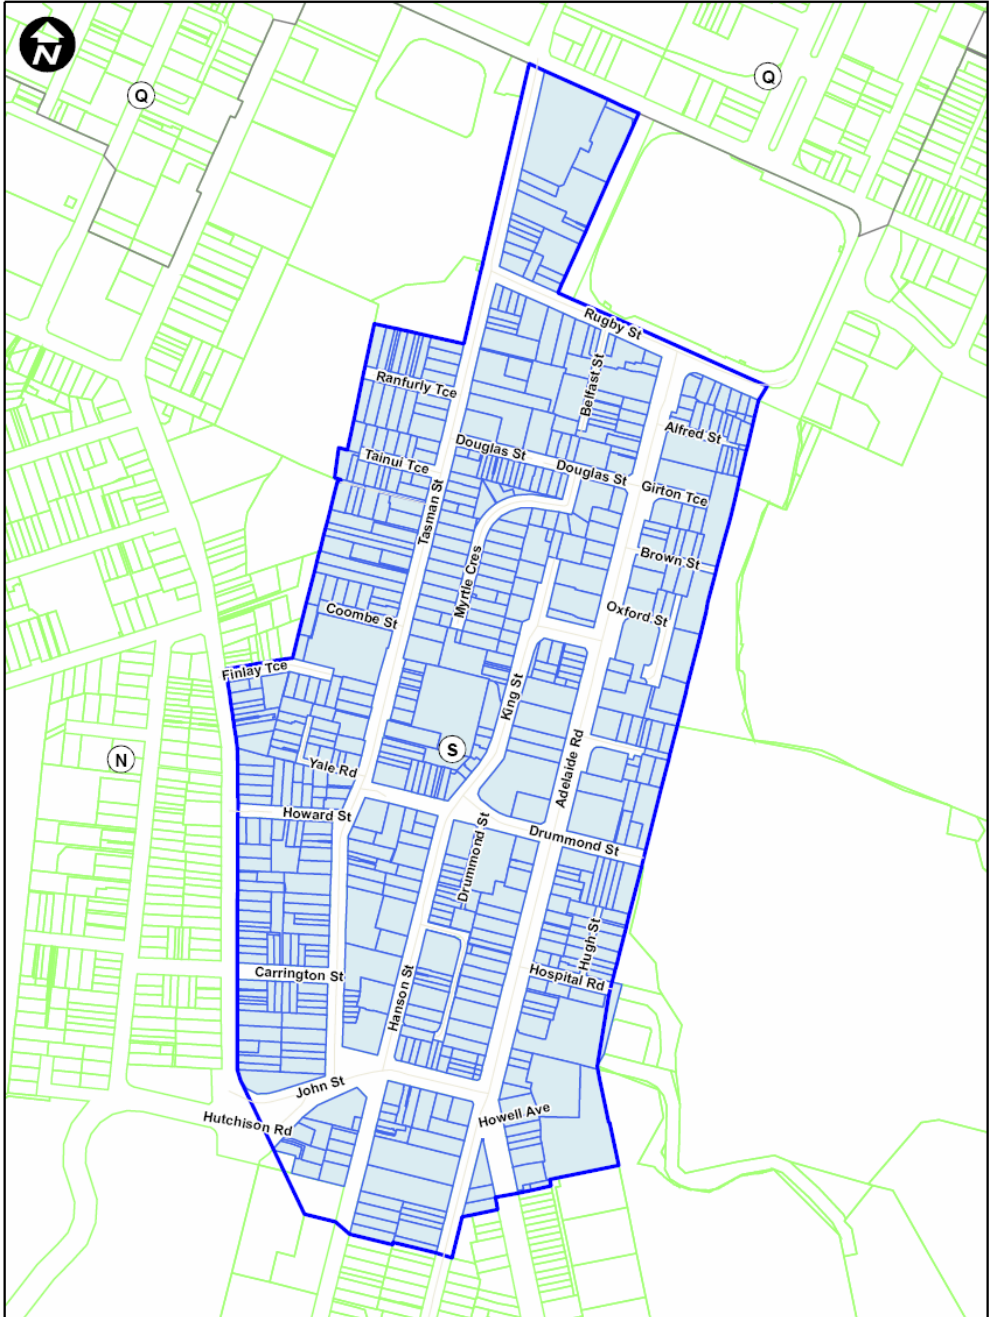 N
Q
Q
Rugby St
Belfast St
Ranfurly Tce
Alfred St
Douglas St
Tainui Tce
Douglas St
Girton Tce
Tasman St
Brown St
Myrtle Cres
Oxford St
Coombe St
Finlay Tce
King St
S
N
Adelaide Rd
Yale Rd
Howard St
Drummond St
Drummond St
Hugh St
Carrington St
Hospital Rd
Hanson St
John St
Howell Ave
Hutchison Rd